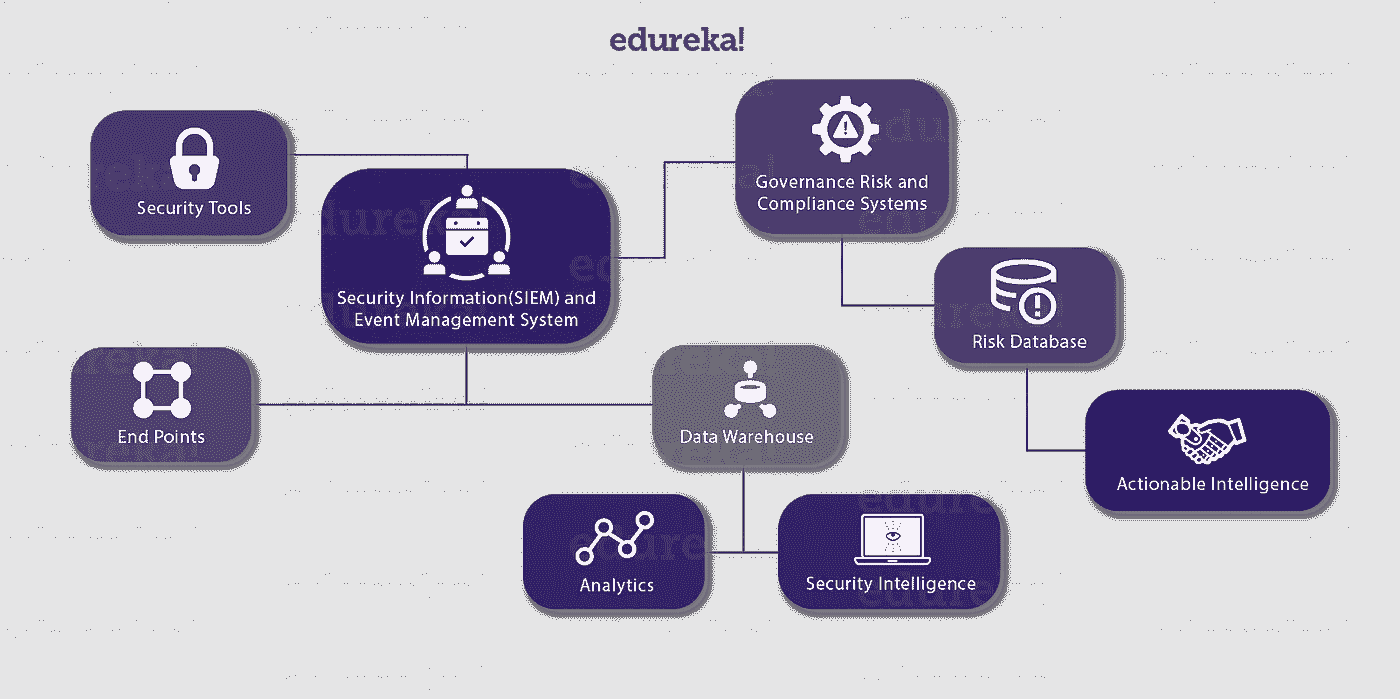 edureka!
Security Tools
Governance Risk and
Compliance Systems
Security Information(SIEM) and
Event Management System
Risk Database
End Points
Data Warehouse
Actionable Intelligence
Analytics
Security Intelligence